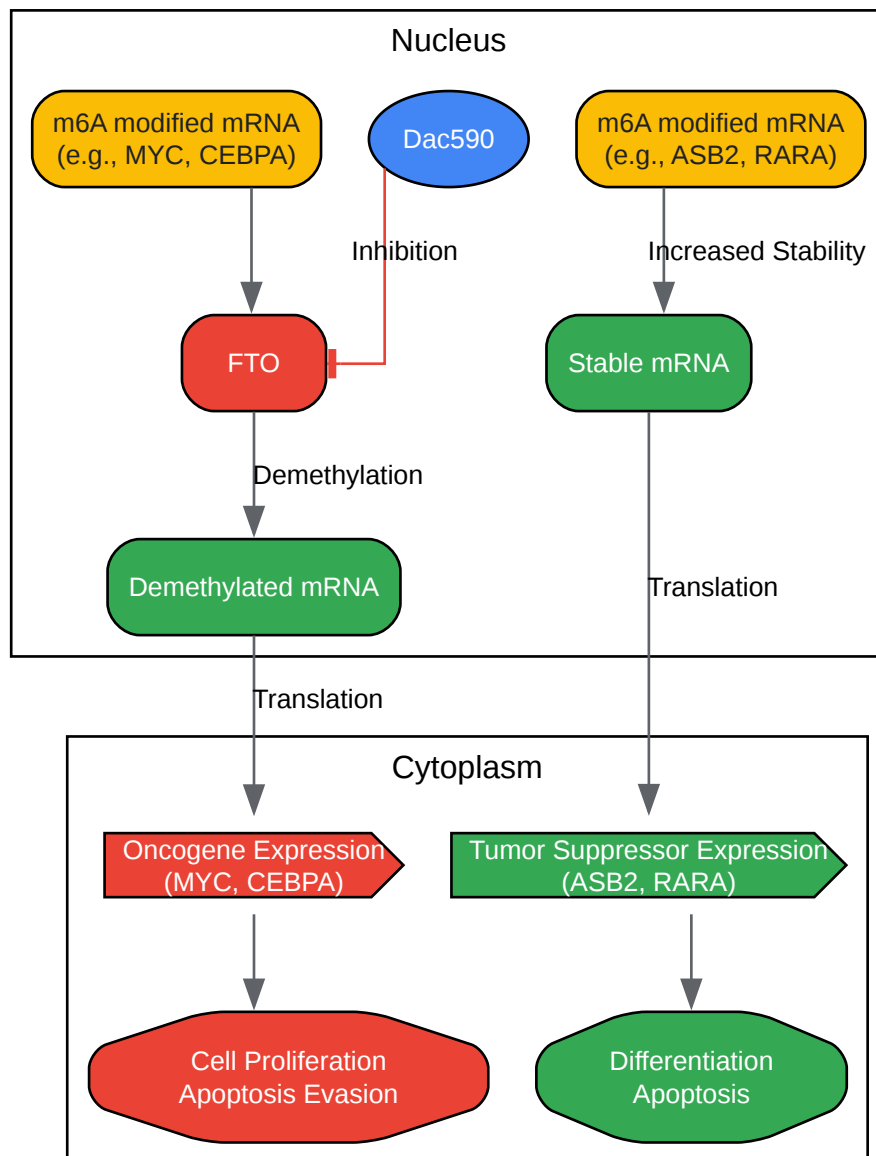 Nucleus
m6A modified mRNA
(e.g., MYC, CEBPA)
Dac590
m6A modified mRNA
(e.g., ASB2, RARA)
Inhibition
Increased Stability
FTO
Stable mRNA
Demethylation
Demethylated mRNA
Translation
Translation
Cytoplasm
Oncogene Expression
(MYC, CEBPA)
Tumor Suppressor Expression
(ASB2, RARA)
Cell Proliferation
Apoptosis Evasion
Differentiation
Apoptosis